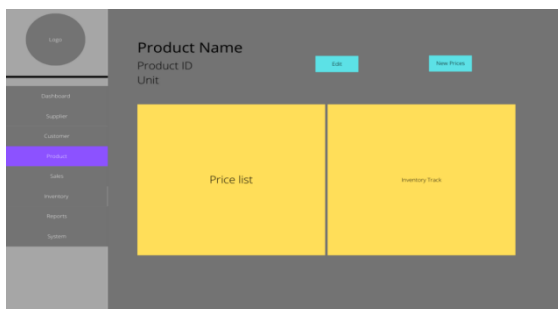 Logo
Dashboard
Supplier
Customer
Product
Sales
Inventory
Reports
System
Product Name
Product ID
Unit
Edit
New Prices
Price list
Inventory Track